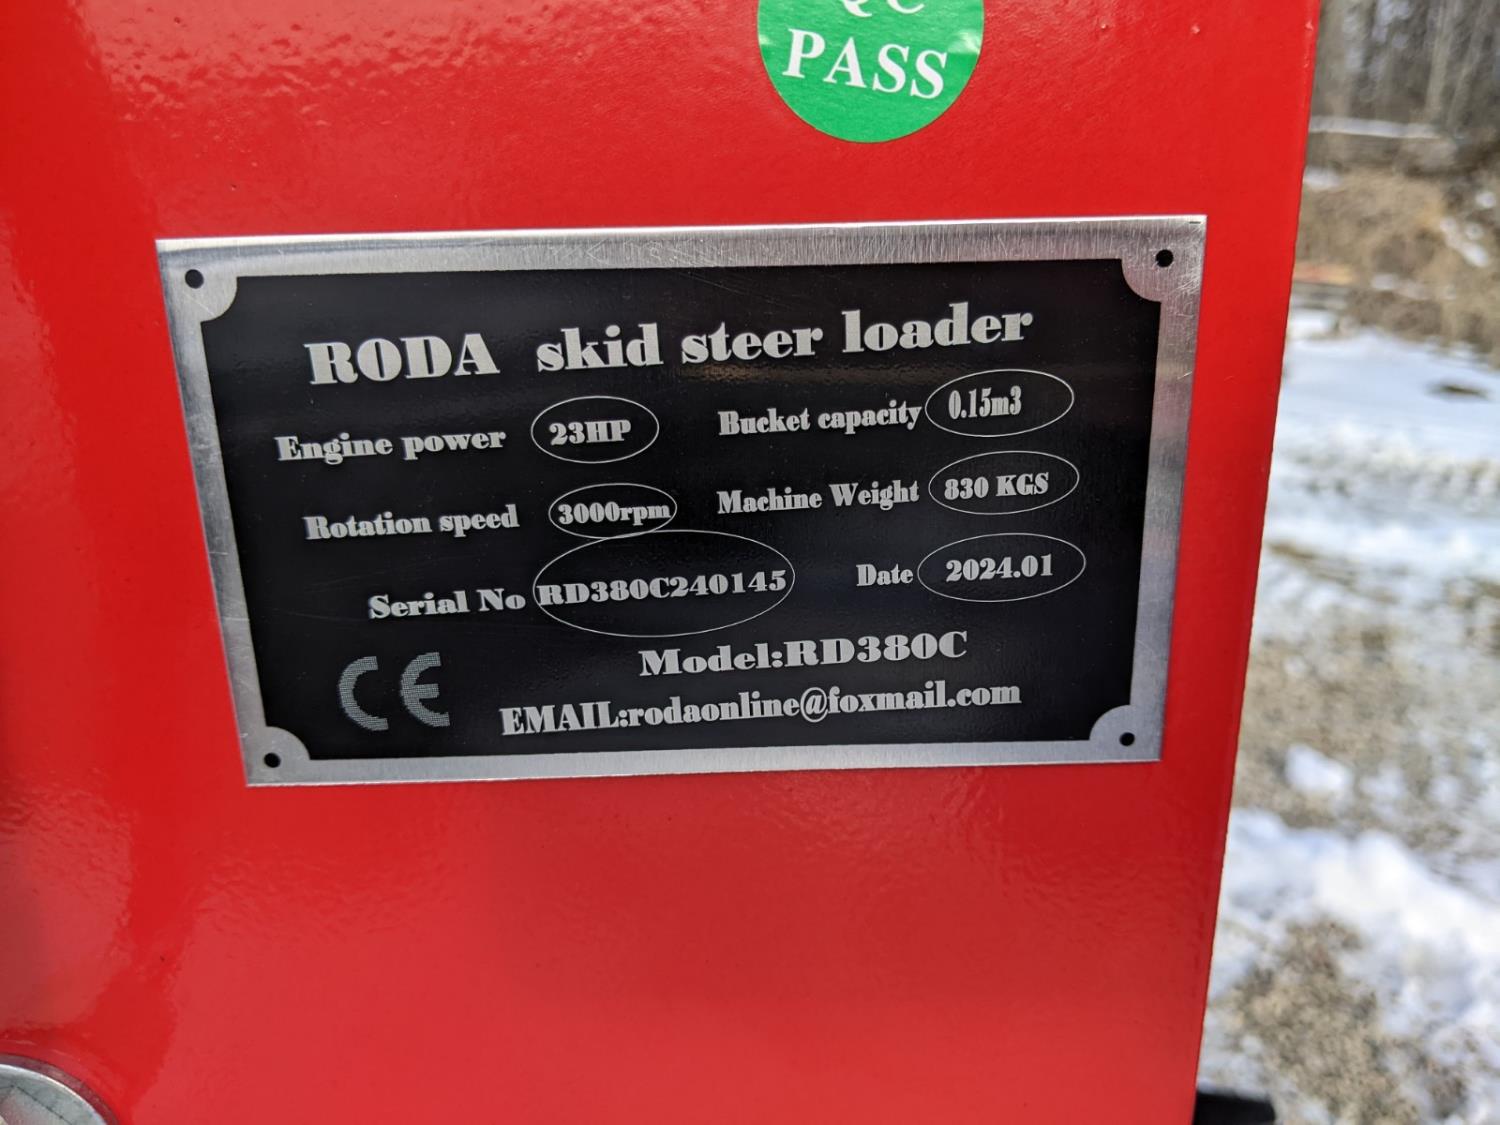 QC
PASS
RODA skid steer loader
Engine power 23HP Bucket capacity 0.15m3
Rotation speed 3000rpm Machine Weight 830 KGS
Serial No RD380C240145 Date 2024.01
CE Model:RD380C
EMAIL:rodaonline@foxmail.com